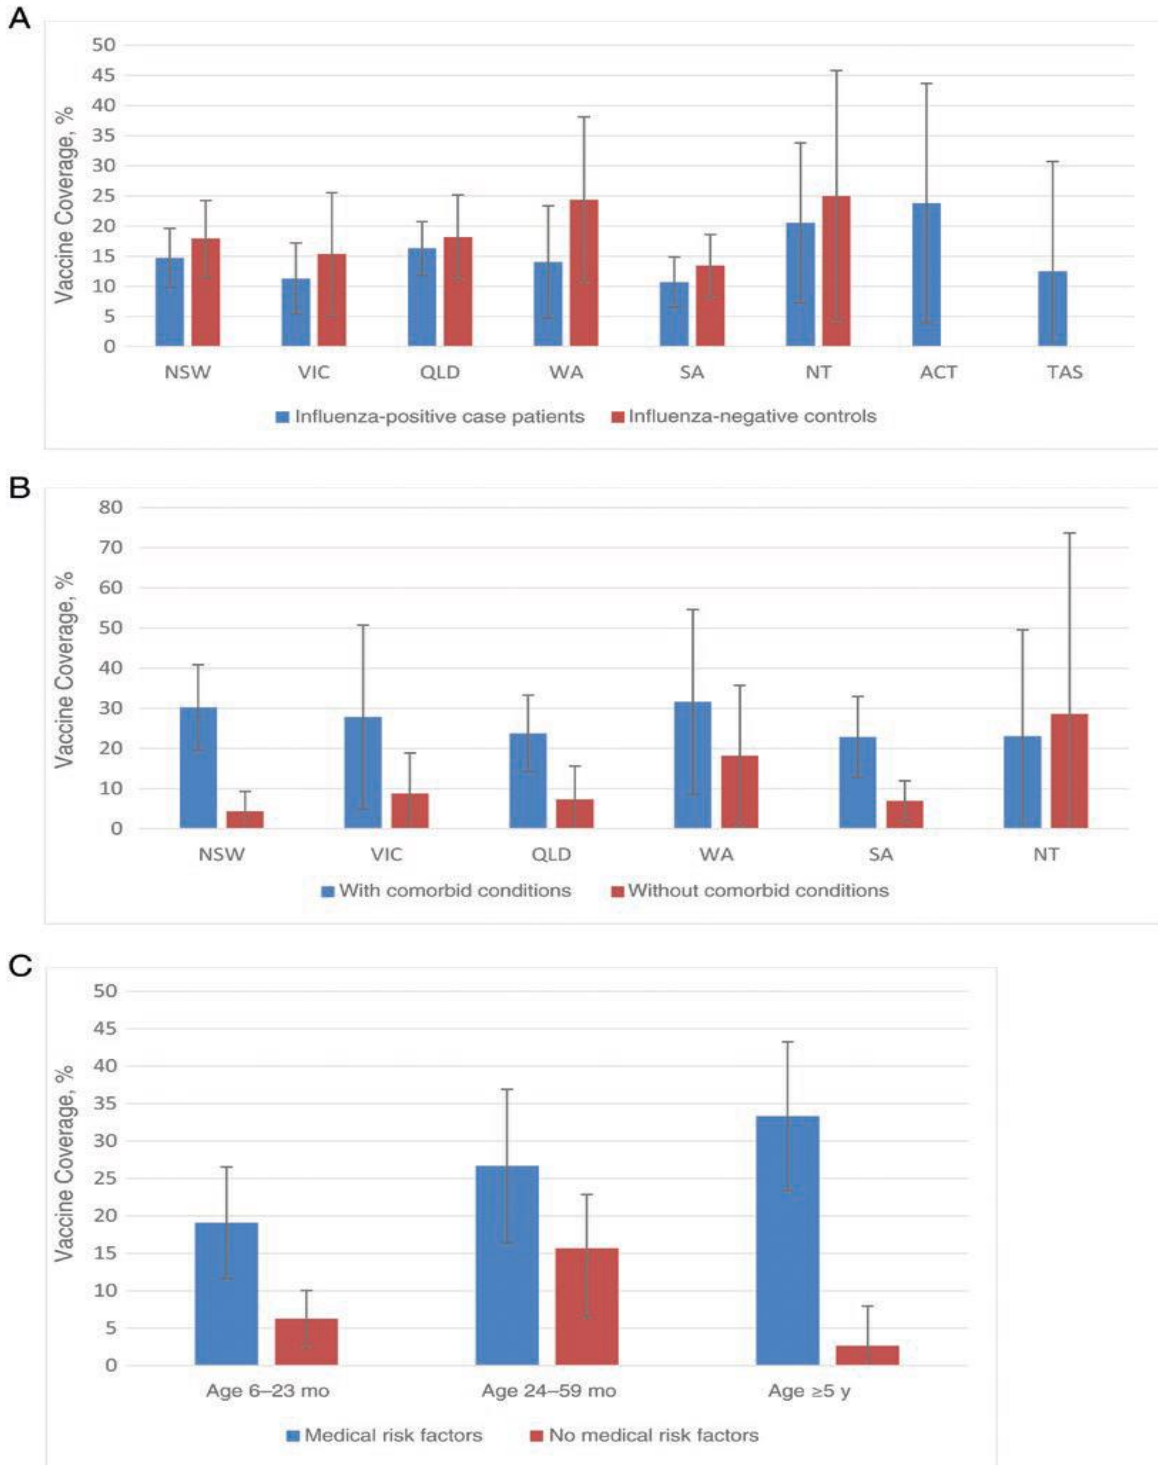 A
Vaccine Coverage, %
50
45
40
35
30
25
20
15
10
5
0
NSW VIC QLD WA SA NT ACT TAS
Influenza-positive case patients Influenza-negative controls
B
Vaccine Coverage, %
80
70
60
50
40
30
20
10
0
NSW VIC QLD WA SA NT
With comorbid conditions Without comorbid conditions
C
Vaccine Coverage, %
50
45
40
35
30
25
20
15
10
5
0
Age 6–23 mo Age 24–59 mo Age ≥5 y
Medical risk factors No medical risk factors